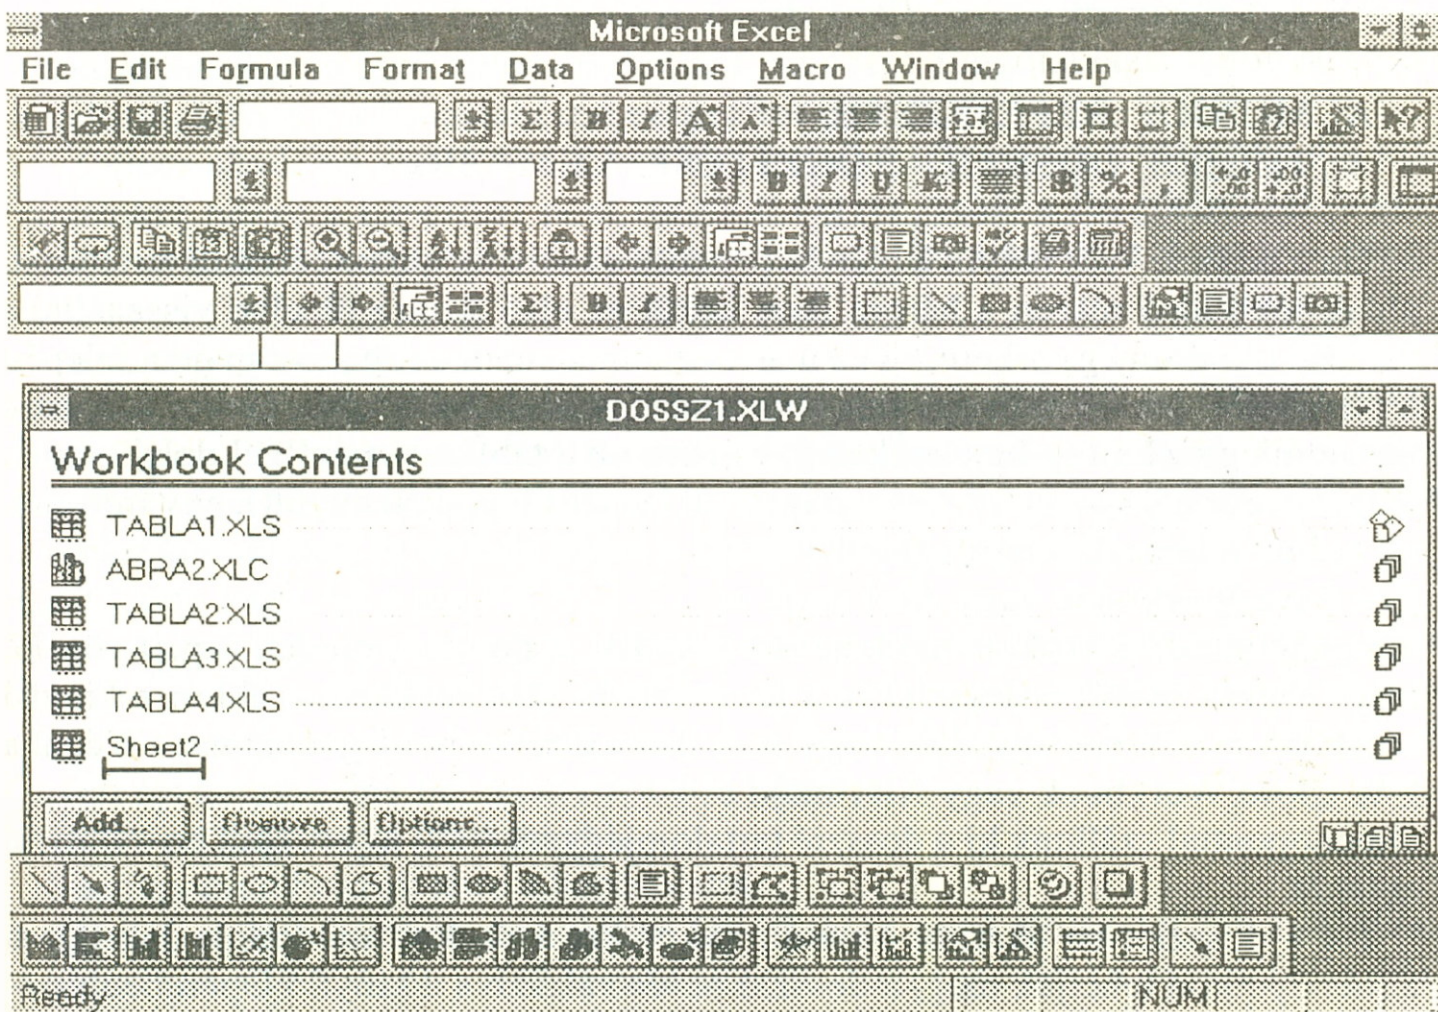 Microsoft Excel
File Edit Formula Format Data Options Macro Window Help
DOSSZ1.XLW
Workbook Contents
TABLA1.XLS
ABRA2.XLC
TABLA2.XLS
TABLA3.XLS
TABLA4.XLS
Sheet2
Add... Remove Options...
Ready NUM